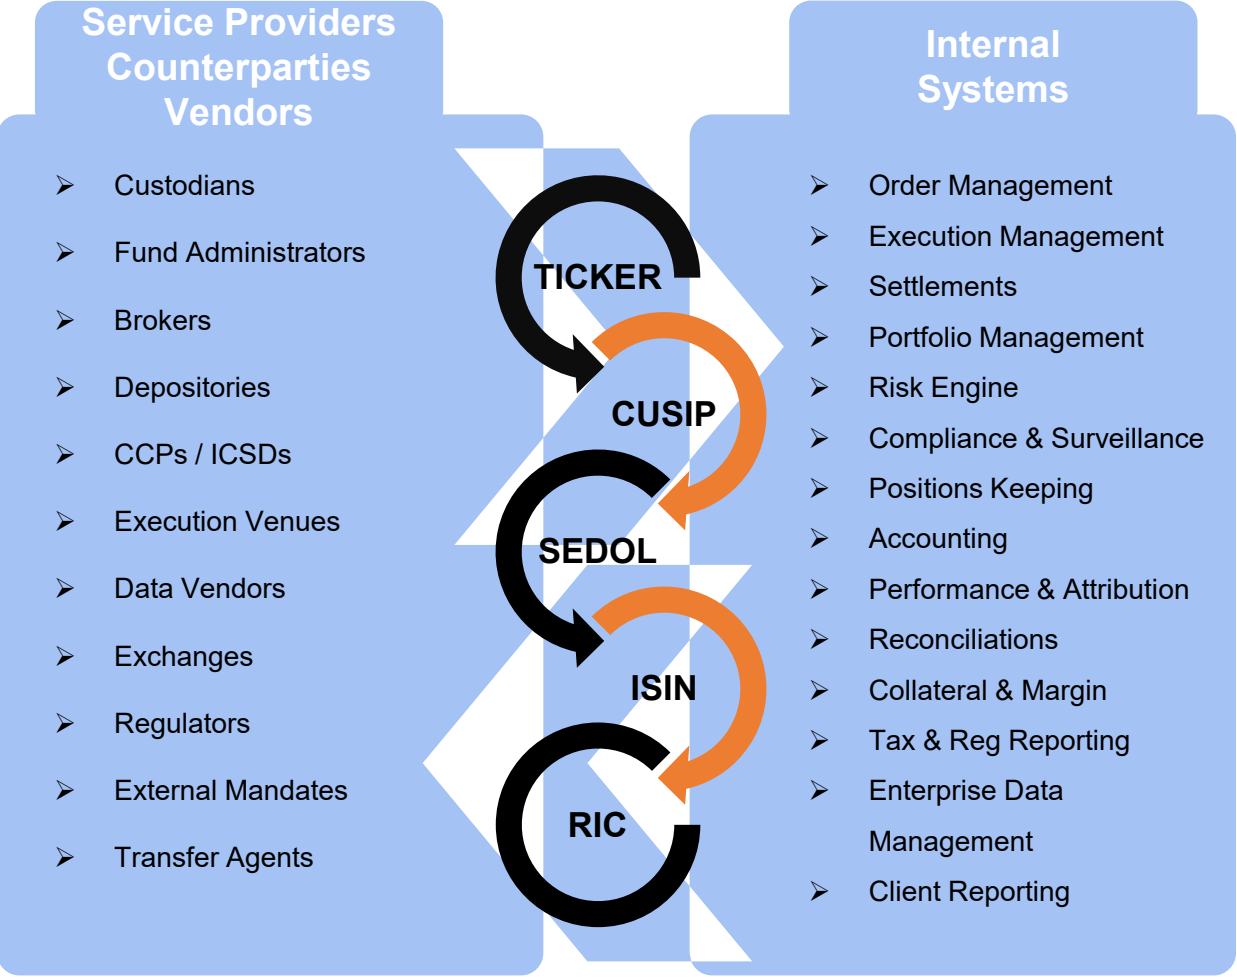 Service Providers
Counterparties
Vendors
Custodians
Fund Administrators
Brokers
Depositories
CCPs / ICSDs
Execution Venues
Data Vendors
Exchanges
Regulators
External Mandates
Transfer Agents
TICKER
CUSIP
SEDOL
ISIN
RIC
Internal
Systems
Order Management
Execution Management
Settlements
Portfolio Management
Risk Engine
Compliance & Surveillance
Positions Keeping
Accounting
Performance & Attribution
Reconciliations
Collateral & Margin
Tax & Reg Reporting
Enterprise Data
Management
Client Reporting